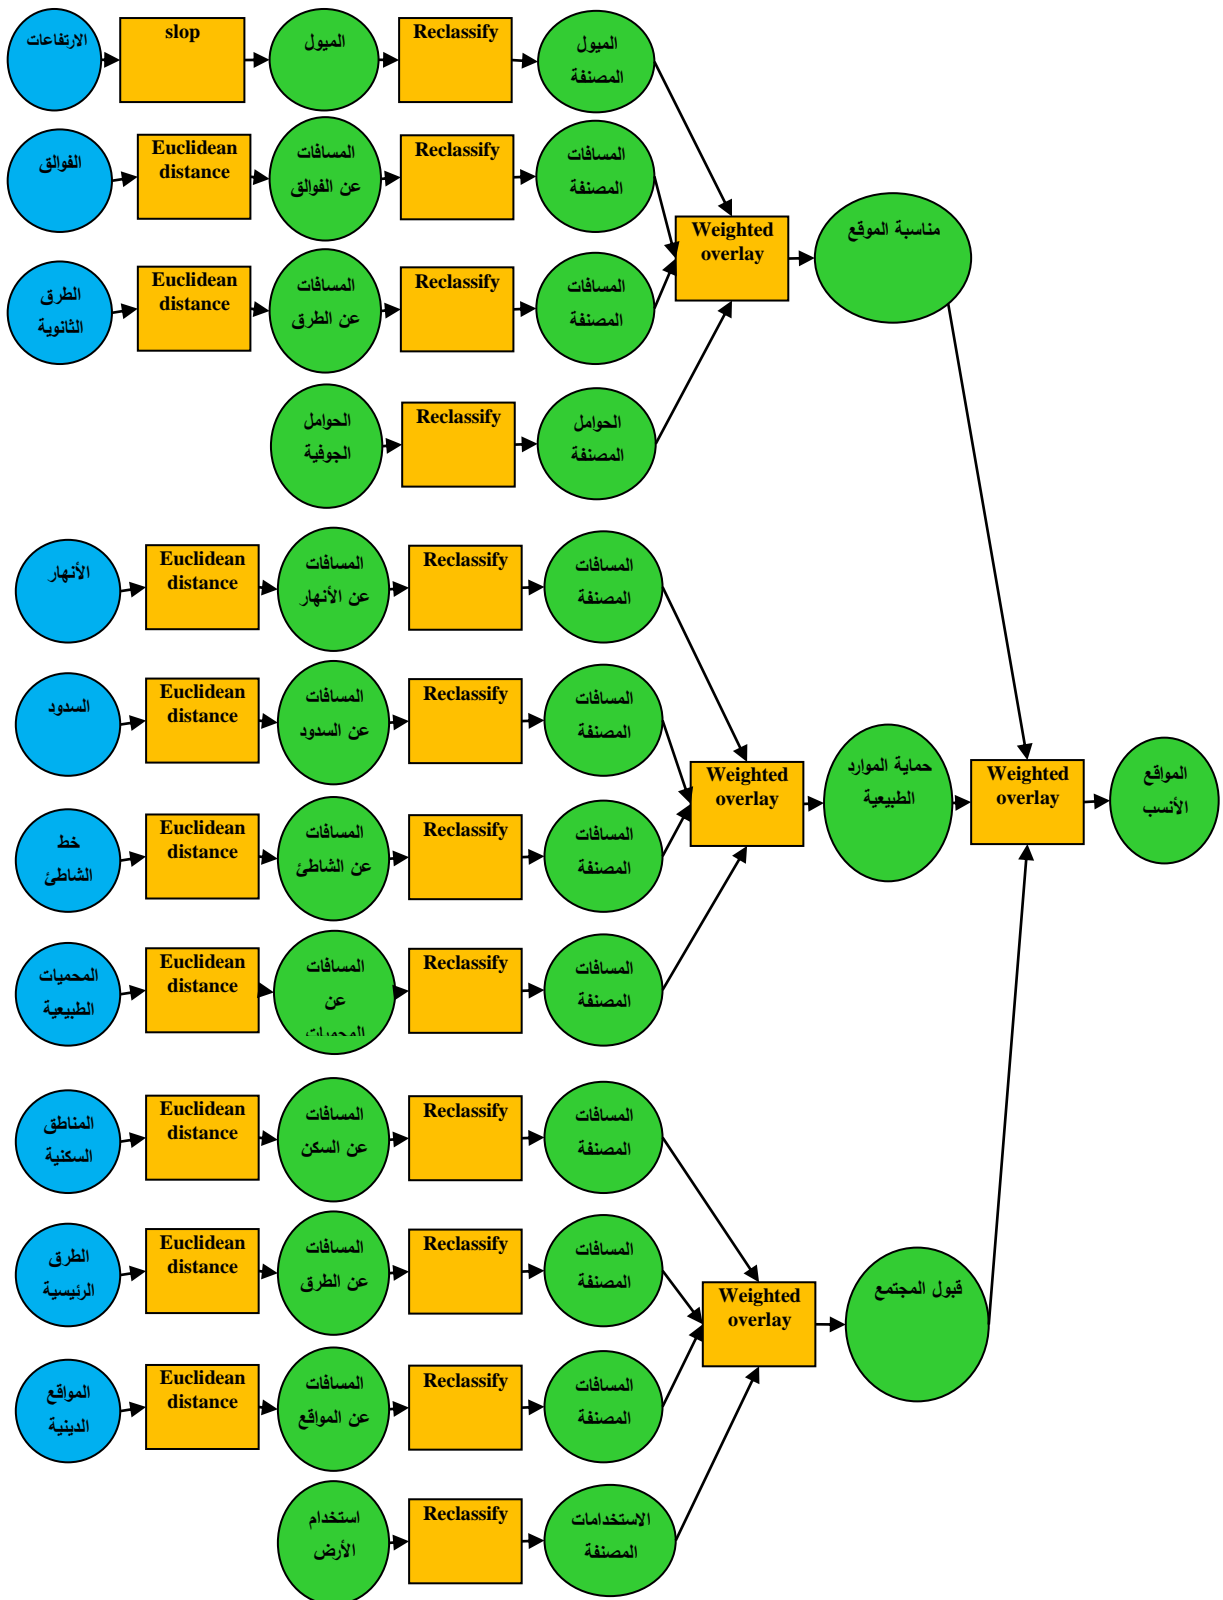 الارتفاعات
slop
الميول
Reclassify
الميول
المصنفة
الفوالق
Euclidean
distance
المسافات
عن الفوالق
Reclassify
المسافات
المصنفة
الطرق
الثانوية
Euclidean
distance
المسافات
عن الطرق
Reclassify
المسافات
المصنفة
الحوامل
الجوفية
Reclassify
الحوامل
المصنفة
Weighted
overlay
مناسبة الموقع
الأنهار
Euclidean
distance
المسافات
عن الأنهار
Reclassify
المسافات
المصنفة
السدود
Euclidean
distance
المسافات
عن السدود
Reclassify
المسافات
المصنفة
خط
الشاطئ
Euclidean
distance
المسافات
عن الشاطئ
Reclassify
المسافات
المصنفة
المحميات
الطبيعية
Euclidean
distance
المسافات
عن
المحميات
Reclassify
المسافات
المصنفة
Weighted
overlay
حماية الموارد
الطبيعية
Weighted
overlay
المواقع
الأنسب
المناطق
السكنية
Euclidean
distance
المسافات
عن السكن
Reclassify
المسافات
المصنفة
الطرق
الرئيسية
Euclidean
distance
المسافات
عن الطرق
Reclassify
المسافات
المصنفة
المواقع
الدينية
Euclidean
distance
المسافات
عن المواقع
Reclassify
المسافات
المصنفة
استخدام
الأرض
Reclassify
الاستخدامات
المصنفة
Weighted
overlay
قبول المجتمع